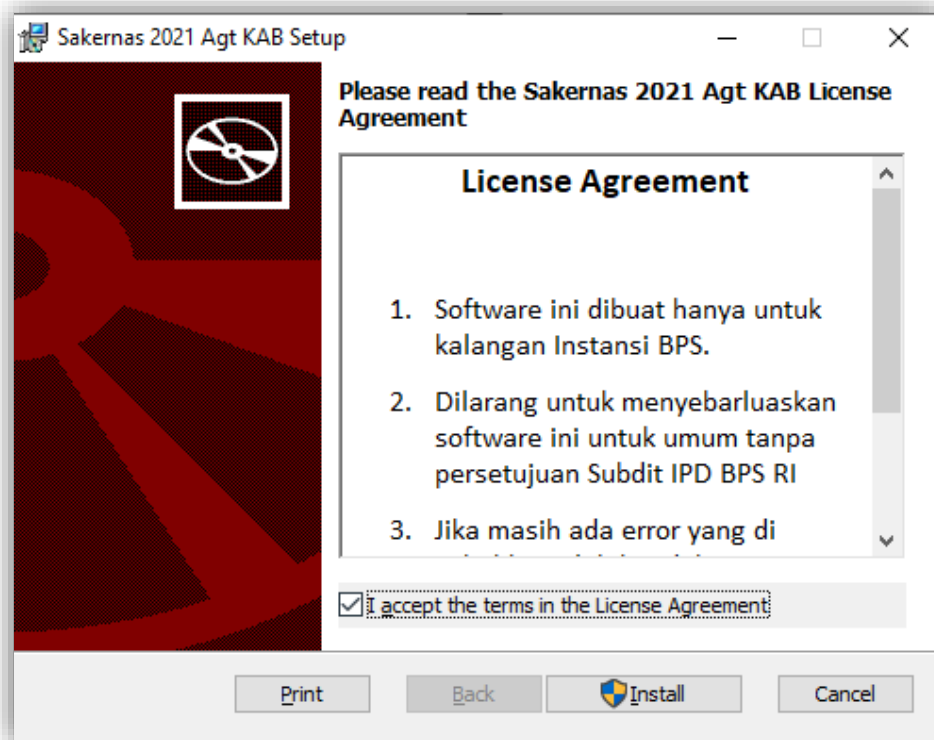 Sakernas 2021 Agt KAB Setup
Please read the Sakernas 2021 Agt KAB License
Agreement
License Agreement
1. Software ini dibuat hanya untuk
kalangan Instansi BPS.
2. Dilarang untuk menyebarluaskan
software ini untuk umum tanpa
persetujuan Subdit IPD BPS RI
3. Jika masih ada error yang di
I accept the terms in the License Agreement
Print
Back
Install
Cancel